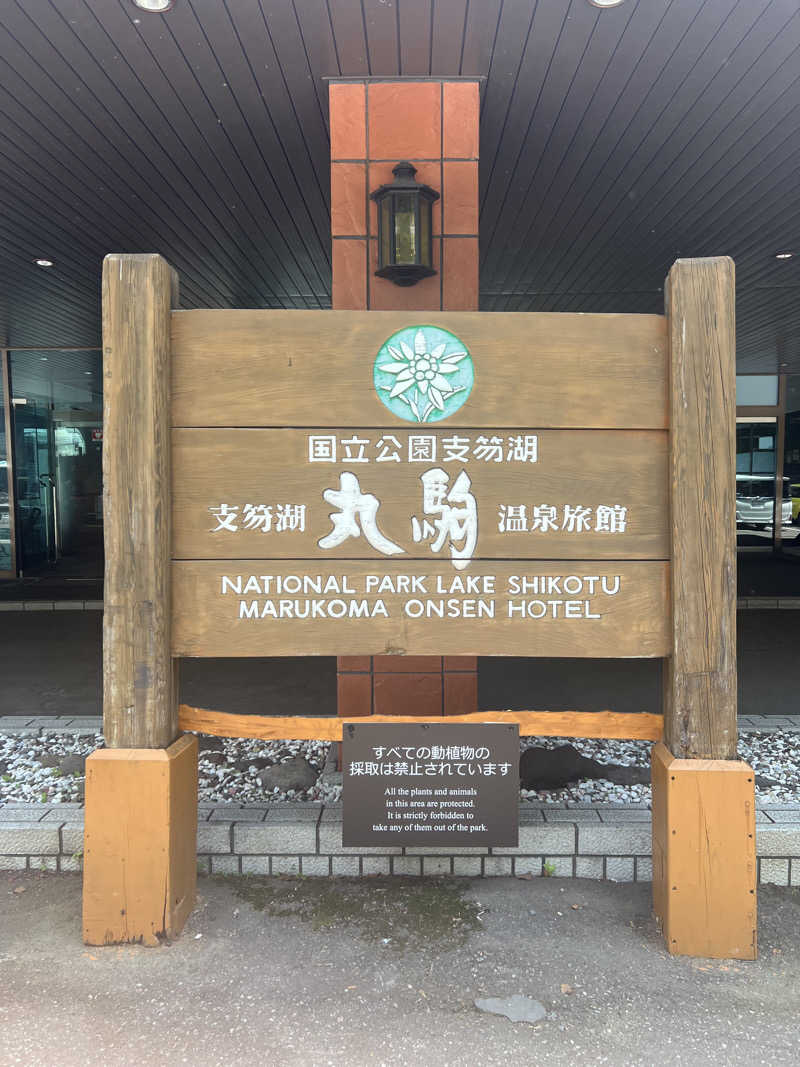 国立公園支笏湖
支笏湖 丸駒 温泉旅館
NATIONAL PARK LAKE SHIKOTU
MARUKOMA ONSEN HOTEL
すべての動植物の
採取は禁止されています
All the plants and animals
in this area are protected.
It is strictly forbidden to
take any of them out of the park.